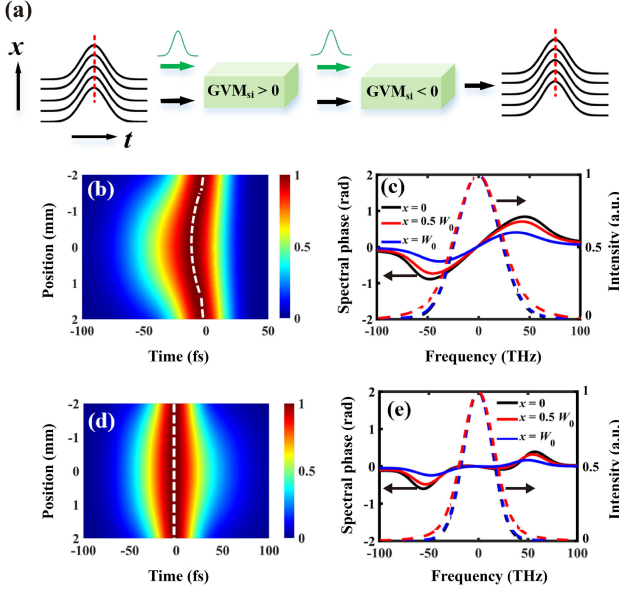 (a)
x
t
GVMsi > 0
GVMsi < 0
(b)
Position (mm)
-2
-1
0
1
2
-100
-50
0
50
Time (fs)
1
0.5
0
(c)
Spectral phase (rad)
2
1
0
-1
-2
x = 0
x = 0.5 W0
x = W0
-100
-50
0
50
100
Frequency (THz)
1
0.5
0
Intensity (a.u.)
(d)
Position (mm)
-2
-1
0
1
2
-100
-50
0
50
100
Time (fs)
1
0.5
0
(e)
Spectral phase (rad)
2
1
0
-1
-2
x = 0
x = 0.5 W0
x = W0
-100
-50
0
50
100
Frequency (THz)
1
0.5
0
Intensity (a.u.)